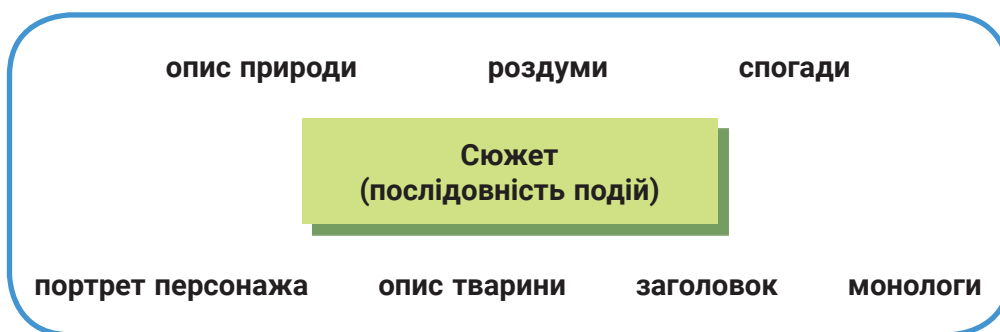 опис природи роздуми спогади
Сюжет
(послідовність подій)
портрет персонажа опис тварини заголовок монологи